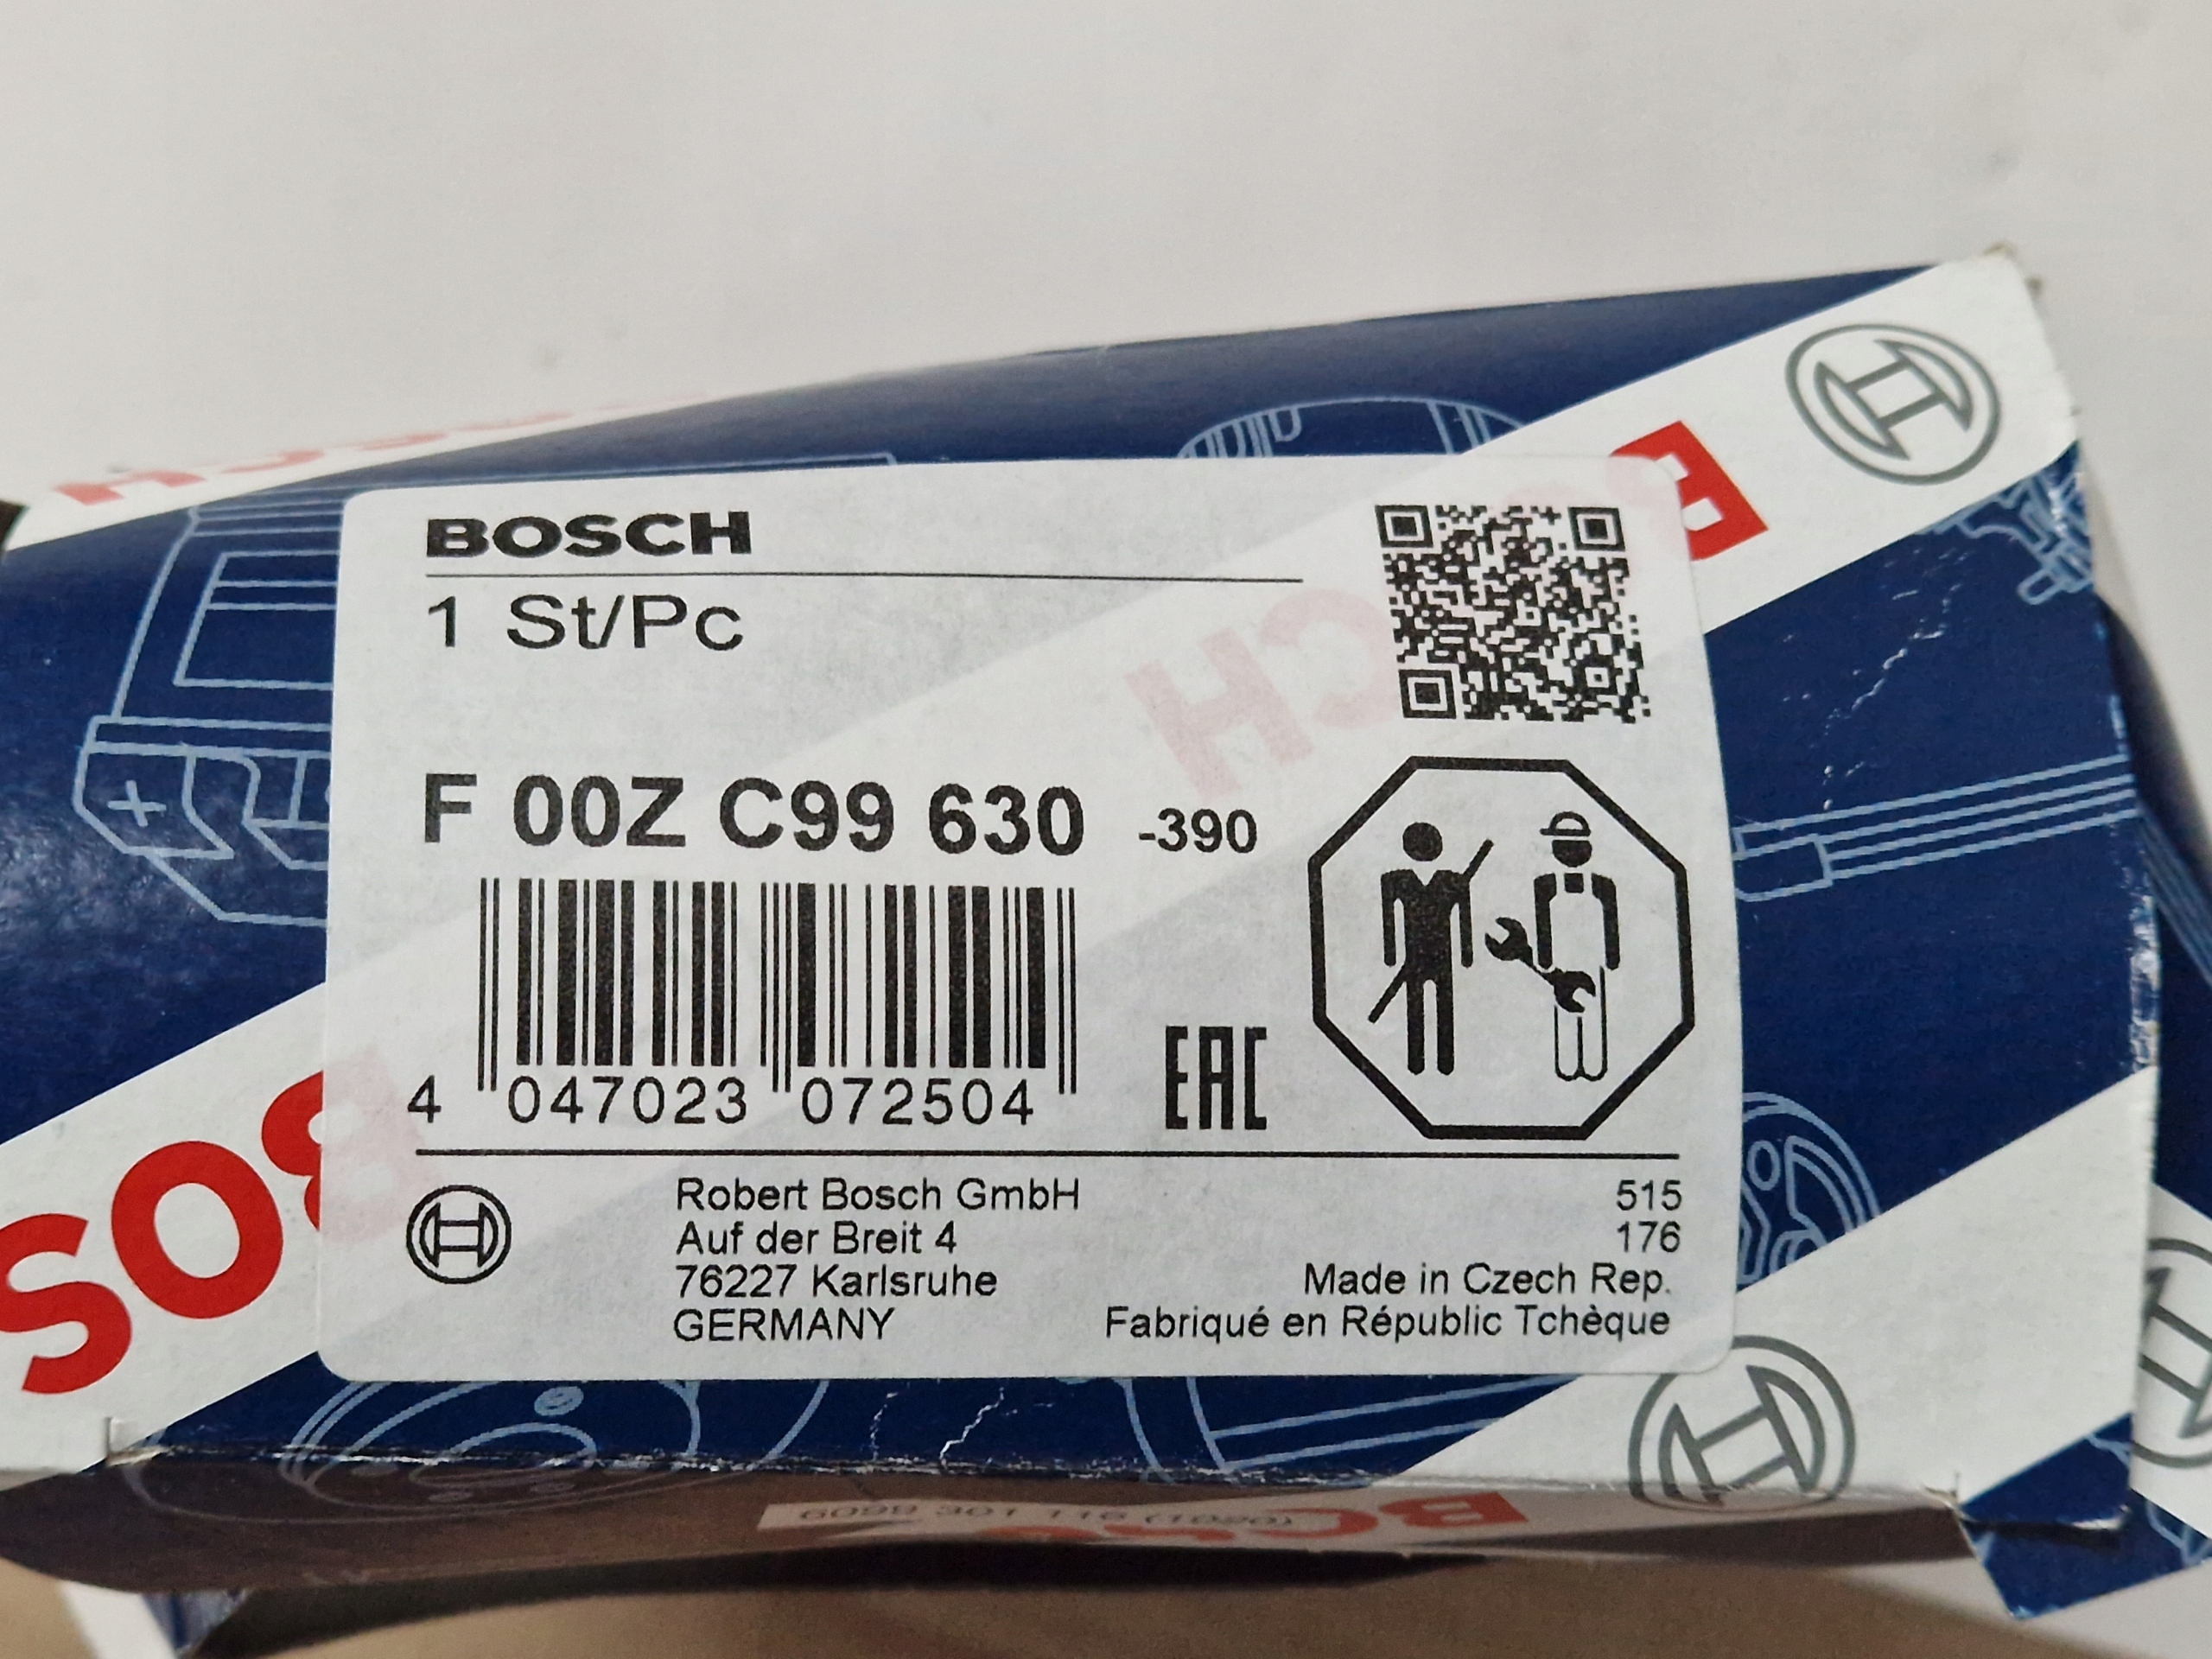 BOSCH
1 St/Pc
F 00Z C99 630 -390
4 047023 072504
EAC
Robert Bosch GmbH
Auf der Breit 4
76227 Karlsruhe
GERMANY
515
176
Made in Czech Rep.
Fabriqué en Républic Tchèque